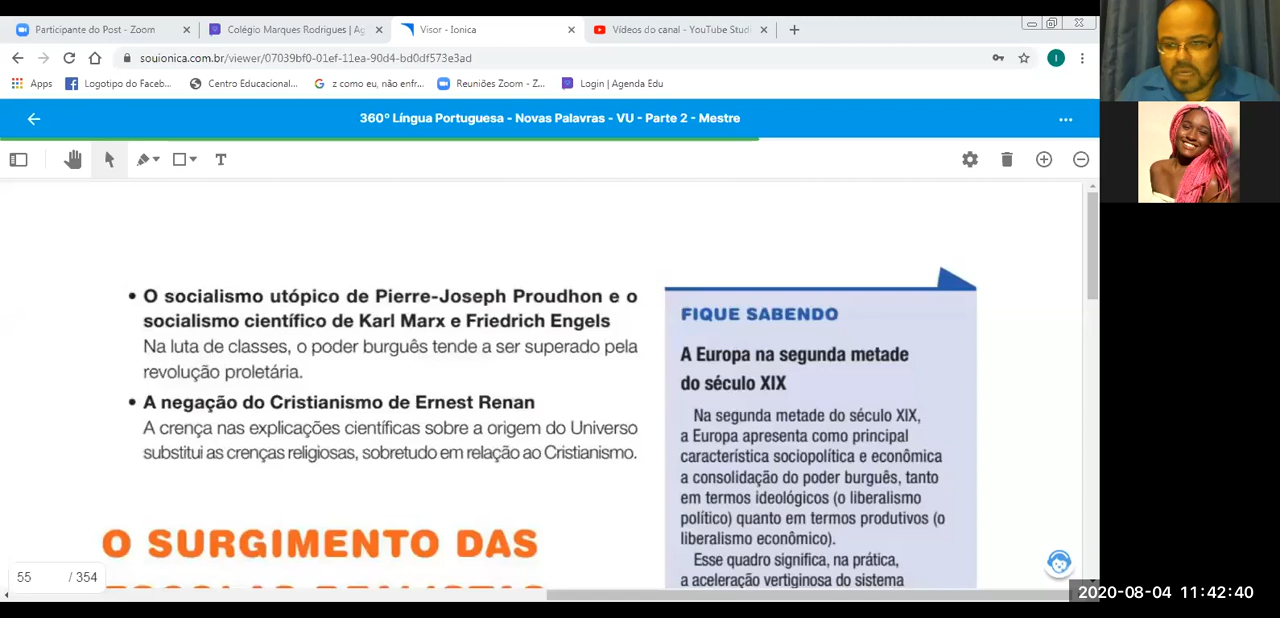 Participante do Post - Zoom
Colégio Marques Rodrigues | Ag
Visor - Ionica
Vídeos do canal - YouTube Studi
souionica.com.br/viewer/07039bf0-01ef-11ea-90d4-bd0df573e3ad
Apps
Logotipo do Faceb...
Centro Educacional...
z como eu, não enfr...
Reuniões Zoom - Z...
Login | Agenda Edu
360º Língua Portuguesa - Novas Palavras - VU - Parte 2 - Mestre
• O socialismo utópico de Pierre-Joseph Proudhon e o
socialismo científico de Karl Marx e Friedrich Engels
Na luta de classes, o poder burguês tende a ser superado pela
revolução proletária.
• A negação do Cristianismo de Ernest Renan
A crença nas explicações científicas sobre a origem do Universo
substitui as crenças religiosas, sobretudo em relação ao Cristianismo.
O SURGIMENTO DAS
FIQUE SABENDO
A Europa na segunda metade
do século XIX
Na segunda metade do século XIX,
a Europa apresenta como principal
característica sociopolítica e econômica
a consolidação do poder burguês, tanto
em termos ideológicos (o liberalismo
político) quanto em termos produtivos (o
liberalismo econômico).
Esse quadro significa, na prática,
a aceleração vertiginosa do sistema
55 / 354
2020-08-04 11:42:40